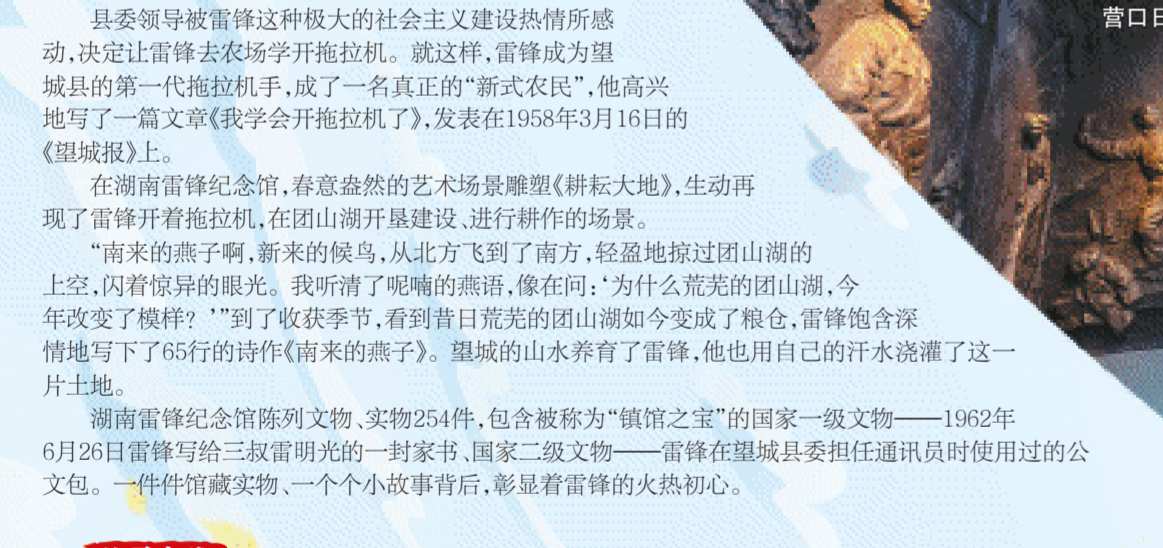 营口日
县委领导被雷锋这种极大的社会主义建设热情所感
动,决定让雷锋去农场学开拖拉机。就这样,雷锋成为望
城县的第一代拖拉机手,成了一名真正的“新式农民”,他高兴
地写了一篇文章《我学会开拖拉机了》,发表在1958年3月16日的
《望城报》上。
在湖南雷锋纪念馆,春意盎然的艺术场景雕塑《耕耘大地》,生动再
现了雷锋开着拖拉机,在团山湖开垦建设、进行耕作的场景。
“南来的燕子啊,新来的候鸟,从北方飞到了南方,轻盈地掠过团山湖的
上空,闪着惊异的眼光。我听清了呢喃的燕语,像在问:‘为什么荒芜的团山湖,今
年改变了模样?’”到了收获季节,看到昔日荒芜的团山湖如今变成了粮仓,雷锋饱含深
情地写下了65行的诗作《南来的燕子》。望城的山水养育了雷锋,他也用自己的汗水浇灌了这一
片土地。
湖南雷锋纪念馆陈列文物、实物254件,包含被称为“镇馆之宝”的国家一级文物——1962年
6月26日雷锋写给三叔雷明光的一封家书、国家二级文物——雷锋在望城县委担任通讯员时使用过的公
文包。一件件馆藏实物、一个个小故事背后,彰显着雷锋的火热初心。